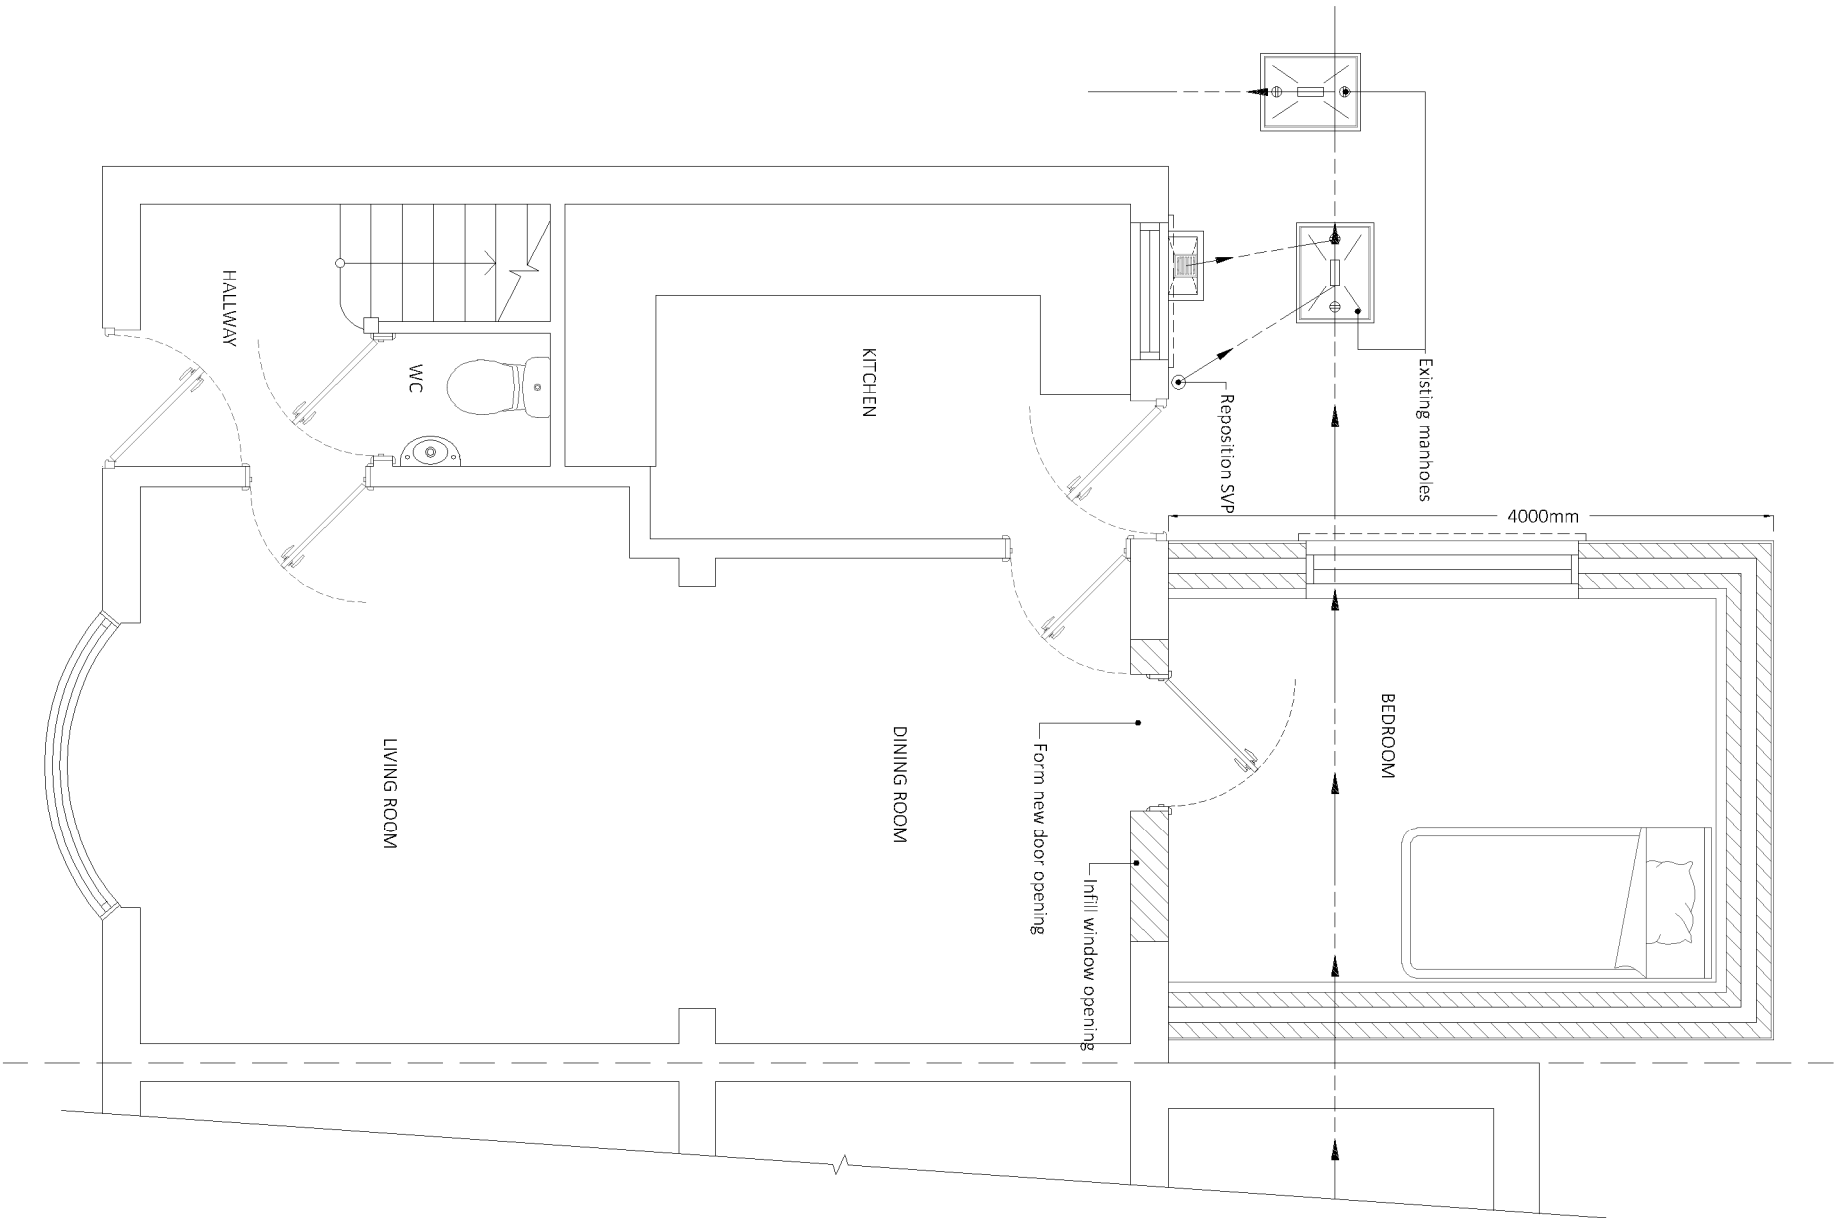 HALLWAY
WC
KITCHEN
Reposition SVP
Existing manholes
4000mm
LIVING ROOM
DINING ROOM
Form new door opening
Infill window opening
BEDROOM